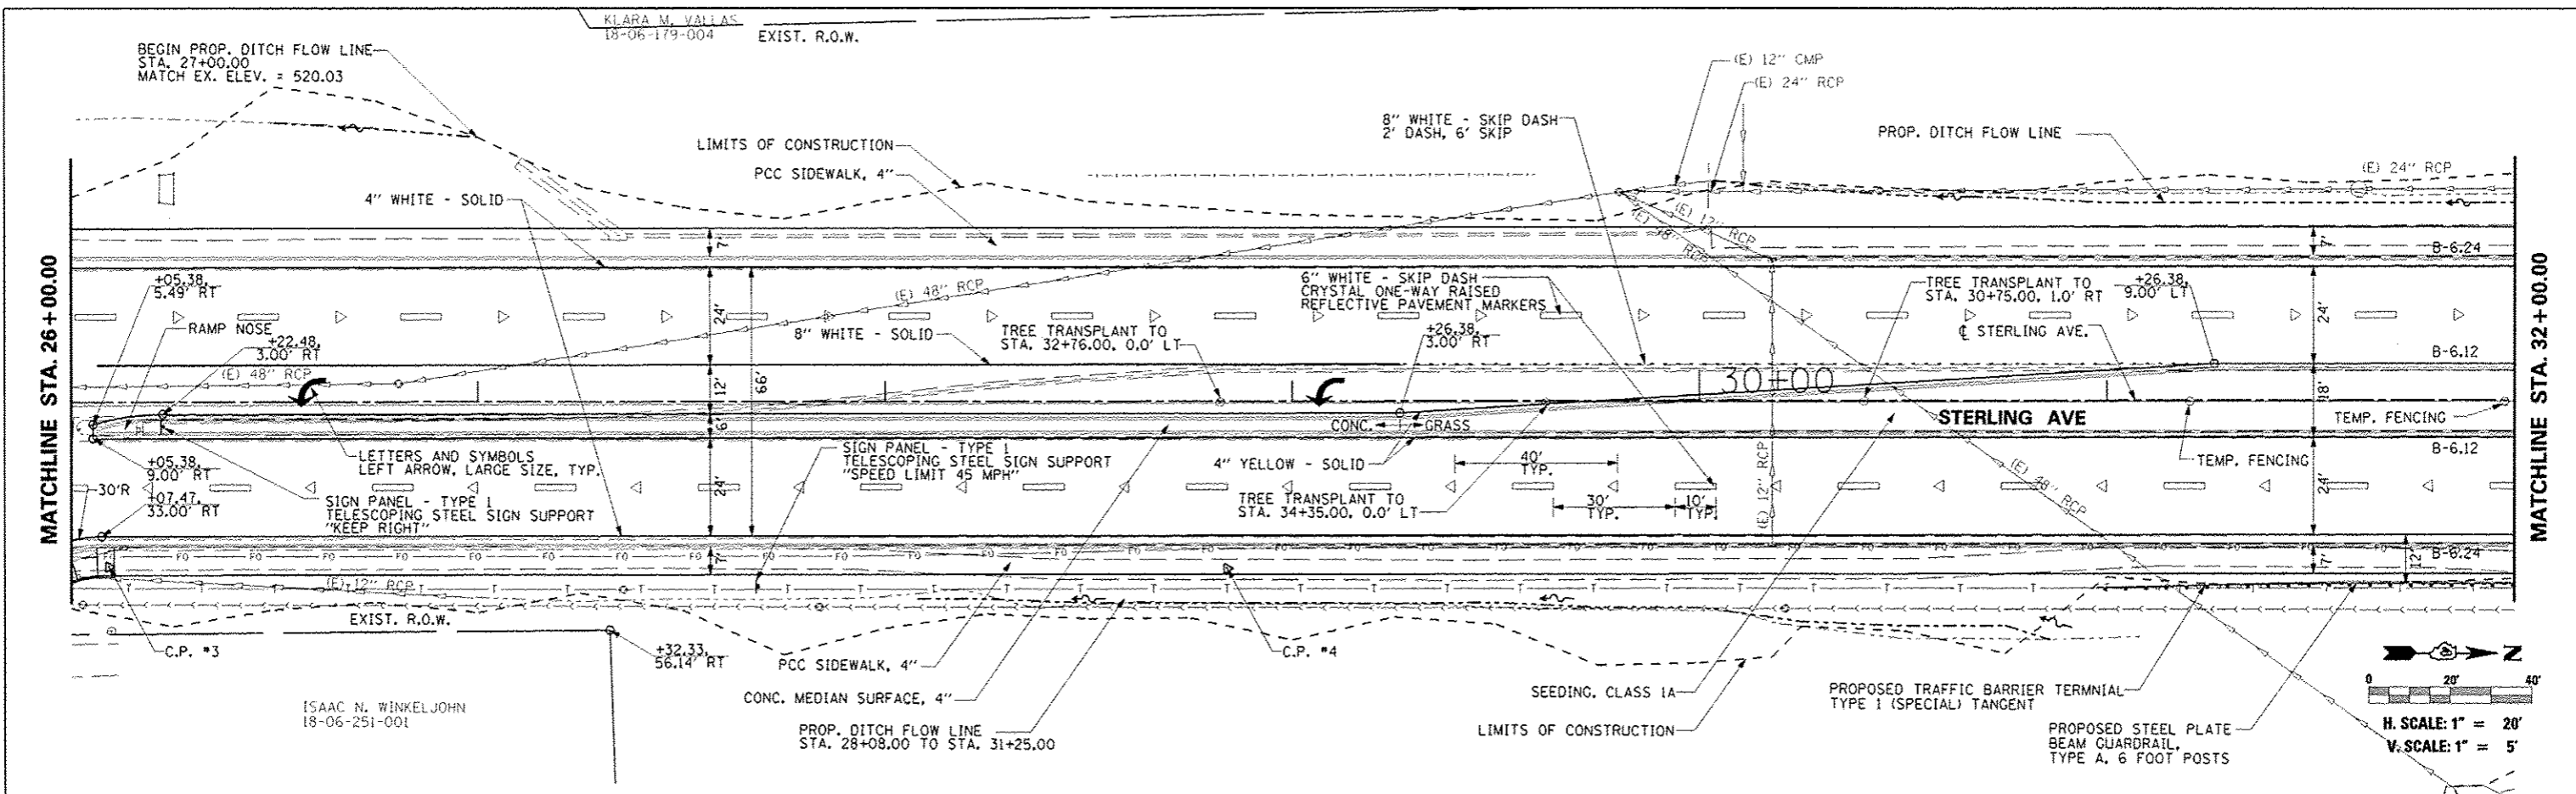 KLARA M. VALLAS
18-06-179-004
EXIST. R.O.W.
BEGIN PROP. DITCH FLOW LINE
STA. 27+00.00
MATCH EX. ELEV. = 520.03
(E) 12" CMP
(E) 24" RCP
8" WHITE - SKIP DASH
2' DASH, 6' SKIP
PROP. DITCH FLOW LINE
LIMITS OF CONSTRUCTION
PCC SIDEWALK, 4"
(E) 24" RCP
4" WHITE - SOLID
(E) 12" RCP
(E) 48" RCP
7'
7'
B-6.24
MATCHLINE STA. 26+00.00
MATCHLINE STA. 32+00.00
+05.38,
5.49' RT
6" WHITE - SKIP DASH
CRYSTAL ONE-WAY RAISED
REFLECTIVE PAVEMENT MARKERS
TREE TRANSPLANT TO
STA. 30+75.00, 1.0' RT
+26.38,
9.00' LT
(E) 48" RCP
24'
24'
RAMP NOSE
+22.48,
3.00' RT
8" WHITE - SOLID
TREE TRANSPLANT TO
STA. 32+76.00, 0.0' LT
+26.38,
3.00' RT
℄ STERLING AVE.
B-6.12
(E) 48" RCP
12'
66'
30+00
18'
6'
CONC.
GRASS
STERLING AVE
TEMP. FENCING
+05.38,
9.00' RT
LETTERS AND SYMBOLS
LEFT ARROW, LARGE SIZE, TYP.
SIGN PANEL - TYPE 1
TELESCOPING STEEL SIGN SUPPORT
"SPEED LIMIT 45 MPH"
4" YELLOW - SOLID
40'
TYP.
(E) 12" RCP
TEMP. FENCING
B-6.12
(E) 48" RCP
30'R
+07.47,
33.00' RT
SIGN PANEL - TYPE 1
TELESCOPING STEEL SIGN SUPPORT
"KEEP RIGHT"
24'
24'
TREE TRANSPLANT TO
STA. 34+35.00, 0.0' LT
30'
TYP.
10'
TYP.
FO FO FO FO FO FO FO FO FO FO FO FO
7'
7'
12'
B-6.24
(E) 12" RCP
EXIST. R.O.W.
C.P. #3
+32.33,
56.14' RT
PCC SIDEWALK, 4"
C.P. #4
CONC. MEDIAN SURFACE, 4"
SEEDING, CLASS 1A
PROPOSED TRAFFIC BARRIER TERMNIAL
TYPE 1 (SPECIAL) TANGENT
N
0 20' 40'
ISAAC N. WINKELJOHN
18-06-251-001
PROP. DITCH FLOW LINE
STA. 28+08.00 TO STA. 31+25.00
LIMITS OF CONSTRUCTION
PROPOSED STEEL PLATE
BEAM GUARDRAIL,
TYPE A, 6 FOOT POSTS
H. SCALE: 1" = 20'
V. SCALE: 1" = 5'